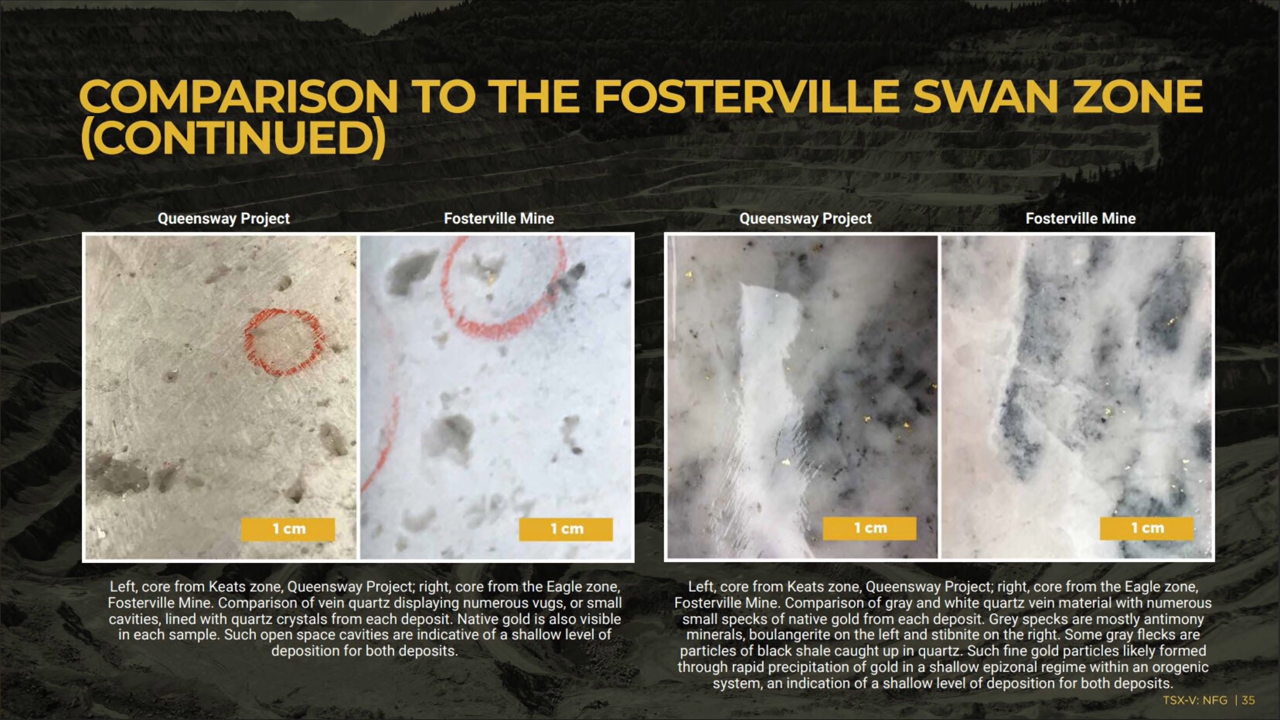 COMPARISON TO THE FOSTERVILLE SWAN ZONE
(CONTINUED)
Queensway Project
Fosterville Mine
1 cm
1 cm
Left, core from Keats zone, Queensway Project; right, core from the Eagle zone,
Fosterville Mine. Comparison of vein quartz displaying numerous vugs, or small
cavities, lined with quartz crystals from each deposit. Native gold is also visible
in each sample. Such open space cavities are indicative of a shallow level of
deposition for both deposits.
Queensway Project
Fosterville Mine
1 cm
1 cm
Left, core from Keats zone, Queensway Project; right, core from the Eagle zone,
Fosterville Mine. Comparison of gray and white quartz vein material with numerous
small specks of native gold from each deposit. Grey specks are mostly antimony
minerals, boulangerite on the left and stibnite on the right. Some gray flecks are
particles of black shale caught up in quartz. Such fine gold particles likely formed
through rapid precipitation of gold in a shallow epizonal regime within an orogenic
system, an indication of a shallow level of deposition for both deposits.
TSX-V: NFG | 35